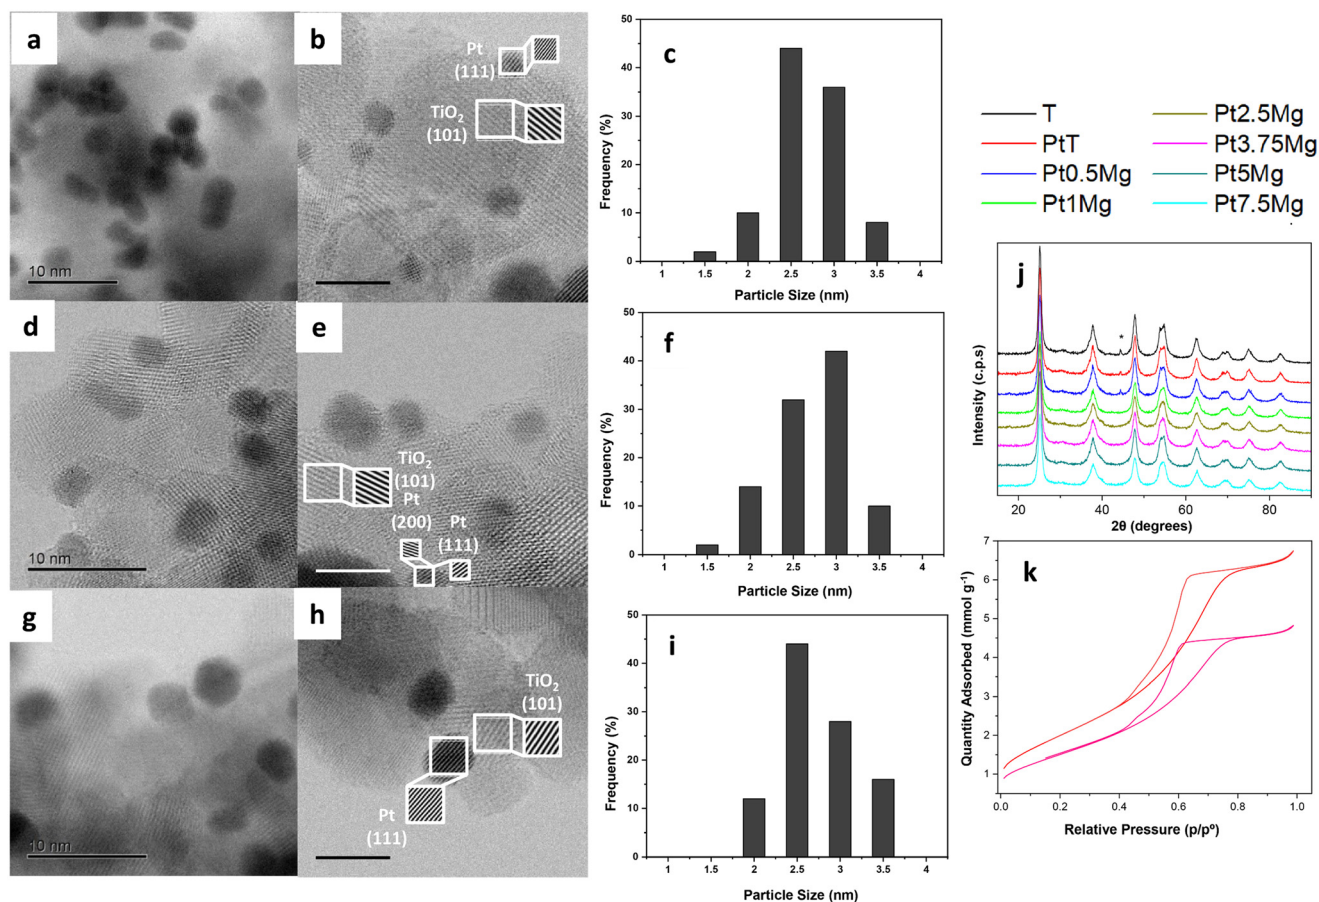 a
10 nm
b
Pt
(111)
TiO2
(101)
c
Frequency (%)
50
40
30
20
10
0
1 1.5 2 2.5 3 3.5 4
Particle Size (nm)
T
PtT
Pt0.5Mg
Pt1Mg
Pt2.5Mg
Pt3.75Mg
Pt5Mg
Pt7.5Mg
d
10 nm
e
TiO2
(101)
Pt
(200)
Pt
(111)
f
Frequency (%)
50
40
30
20
10
0
1 1.5 2 2.5 3 3.5 4
Particle Size (nm)
j
*
Intensity (c.p.s)
20 40 60 80
2θ (degrees)
g
10 nm
h
TiO2
(101)
Pt
(111)
i
Frequency (%)
50
40
30
20
10
0
1 1.5 2 2.5 3 3.5 4
Particle Size (nm)
k
Quantity Adsorbed (mmol g-1)
7
6
5
4
3
2
1
0.0 0.2 0.4 0.6 0.8 1.0
Relative Pressure (p/pº)